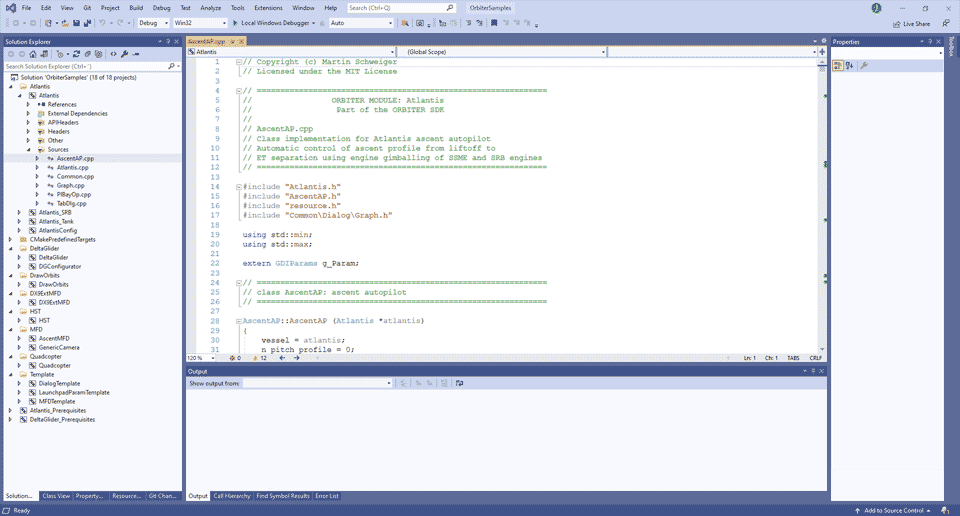 File Edit View Git Project Build Debug Test Analyze Tools Extensions Window Help Search (Ctrl+Q) OrbiterSamples
Debug Win32 Local Windows Debugger Auto Live Share
Solution Explorer
Search Solution Explorer (Ctrl+`)
Solution 'OrbiterSamples' (18 of 18 projects)
Atlantis
Atlantis
References
External Dependencies
APIHeaders
Headers
Other
Sources
AscentAP.cpp
Atlantis.cpp
Common.cpp
Graph.cpp
PlBayOp.cpp
TabDlg.cpp
Atlantis_SRB
Atlantis_Tank
AtlantisConfig
CMakePredefinedTargets
DeltaGlider
DeltaGlider
DGConfigurator
DrawOrbits
DrawOrbits
DX9ExtMFD
DX9ExtMFD
HST
HST
MFD
AscentMFD
GenericCamera
Quadcopter
Quadcopter
Template
DialogTemplate
LaunchpadParamTemplate
MFDTemplate
Atlantis_Prerequisites
DeltaGlider_Prerequisites
Solution... Class View Property... Resource... Git Chan...
AscentAP.cpp
Atlantis (Global Scope)
1 // Copyright (c) Martin Schweiger
2 // Licensed under the MIT License
3
4 // ==============================================================
5 // ORBITER MODULE: Atlantis
6 // Part of the ORBITER SDK
7 //
8 // AscentAP.cpp
9 // Class implementation for Atlantis ascent autopilot
10 // Automatic control of ascent profile from liftoff to
11 // ET separation using engine gimballing of SSME and SRB engines
12 // ==============================================================
13
14 #include "Atlantis.h"
15 #include "AscentAP.h"
16 #include "resource.h"
17 #include "Common\Dialog\Graph.h"
18
19 using std::min;
20 using std::max;
21
22 extern GDIParams g_Param;
23
24 // ==============================================================
25 // class AscentAP: ascent autopilot
26 // ==============================================================
27
28 AscentAP::AscentAP (Atlantis *atlantis)
29 {
30 vessel = atlantis;
31 n_pitch_profile = 0;
120 % 0 12 Ln: 1 Ch: 1 TABS CRLF
Output
Show output from:
Output Call Hierarchy Find Symbol Results Error List
Properties
Toolbox
Ready Add to Source Control